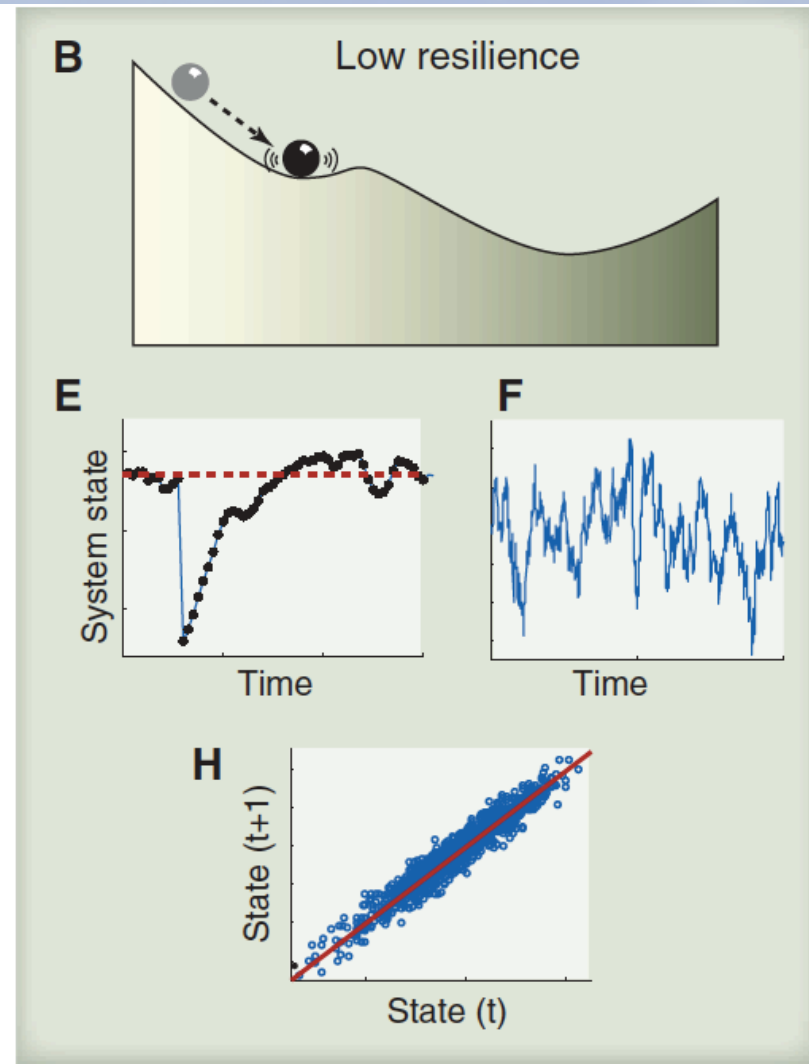 B
Low resilience
E
F
System state
Time
Time
H
State (t+1)
State (t)